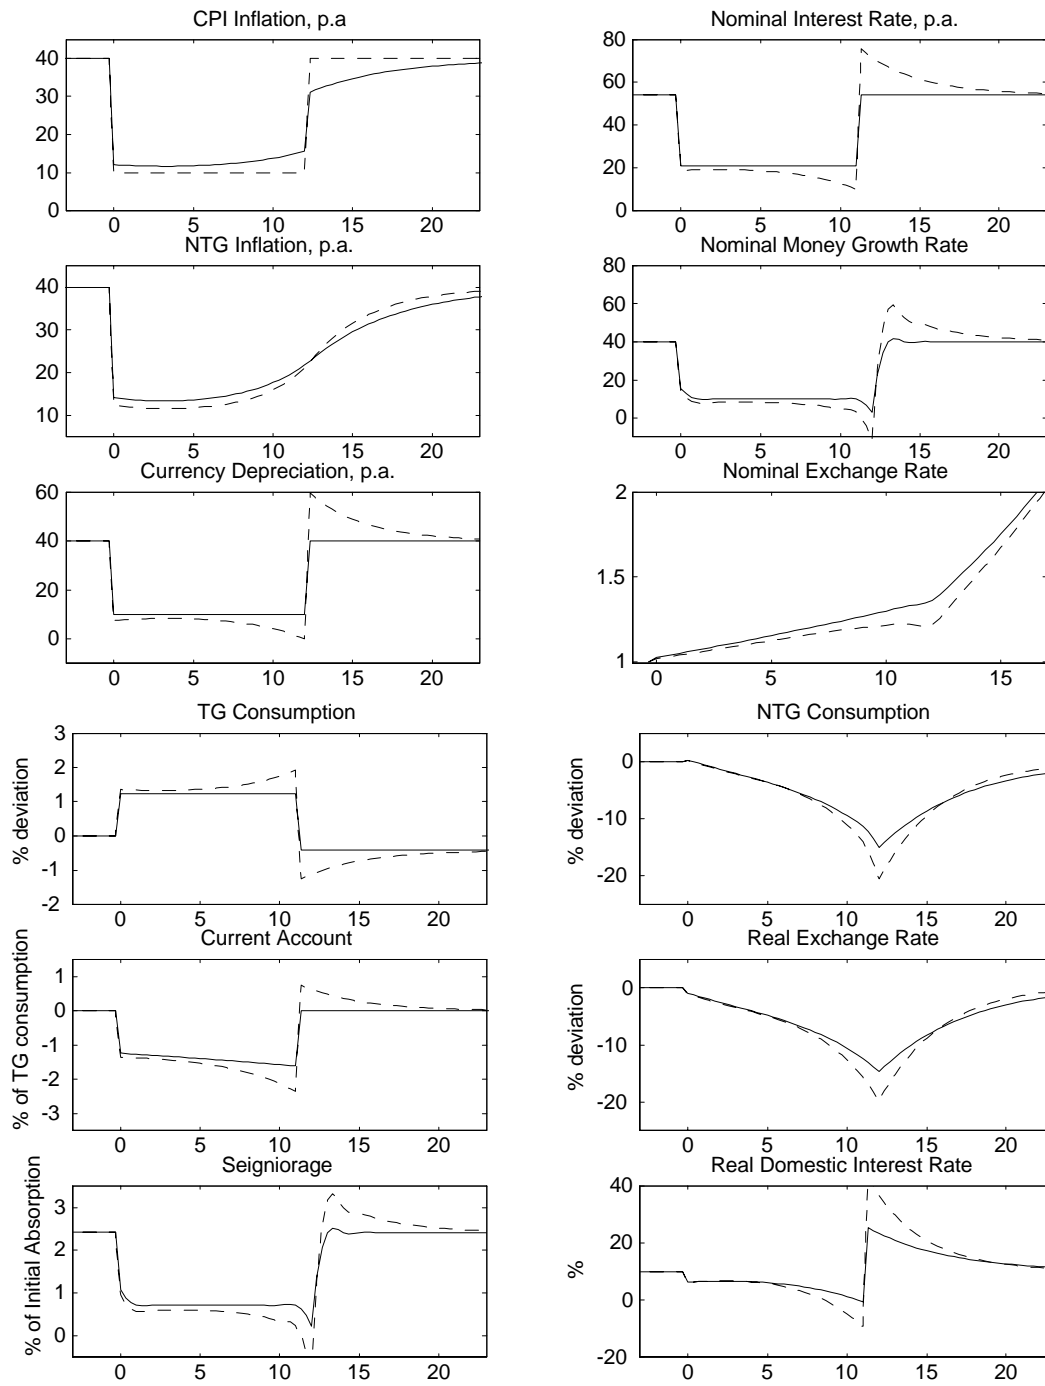 CPI Inflation, p.a
40
30
20
10
0
0 5 10 15 20
Nominal Interest Rate, p.a.
80
60
40
20
0
0 5 10 15 20
NTG Inflation, p.a.
40
30
20
10
0 5 10 15 20
Nominal Money Growth Rate
80
60
40
20
0
0 5 10 15 20
Currency Depreciation, p.a.
60
40
20
0
0 5 10 15 20
Nominal Exchange Rate
2
1.5
1
0 5 10 15
TG Consumption
% deviation
3
2
1
0
-1
-2
0 5 10 15 20
NTG Consumption
% deviation
0
-10
-20
0 5 10 15 20
Current Account
% of TG consumption
1
0
-1
-2
-3
0 5 10 15 20
Real Exchange Rate
% deviation
0
-10
-20
0 5 10 15 20
Seigniorage
% of Initial Absorption
3
2
1
0
0 5 10 15 20
Real Domestic Interest Rate
%
40
20
0
-20
0 5 10 15 20